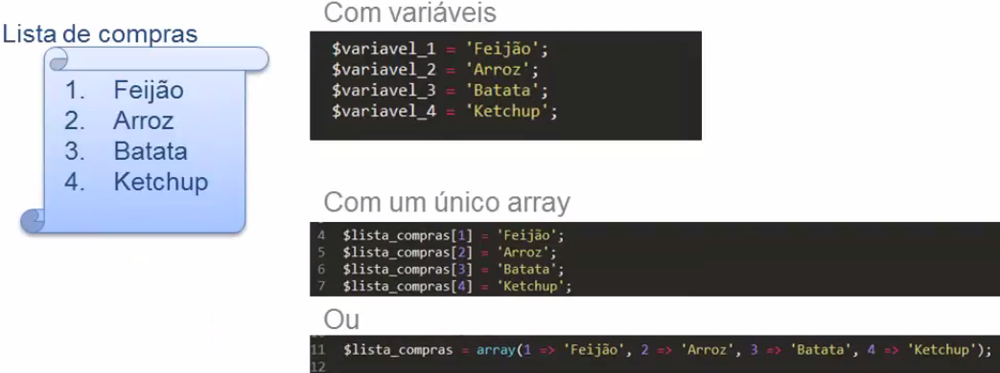 Lista de compras
1. Feijão
2. Arroz
3. Batata
4. Ketchup
Com variáveis
$variavel_1 = 'Feijão';
$variavel_2 = 'Arroz';
$variavel_3 = 'Batata';
$variavel_4 = 'Ketchup';
Com um único array
4 $lista_compras[1] = 'Feijão';
5 $lista_compras[2] = 'Arroz';
6 $lista_compras[3] = 'Batata';
7 $lista_compras[4] = 'Ketchup';
Ou
11 $lista_compras = array(1 => 'Feijão', 2 => 'Arroz', 3 => 'Batata', 4 => 'Ketchup');
12